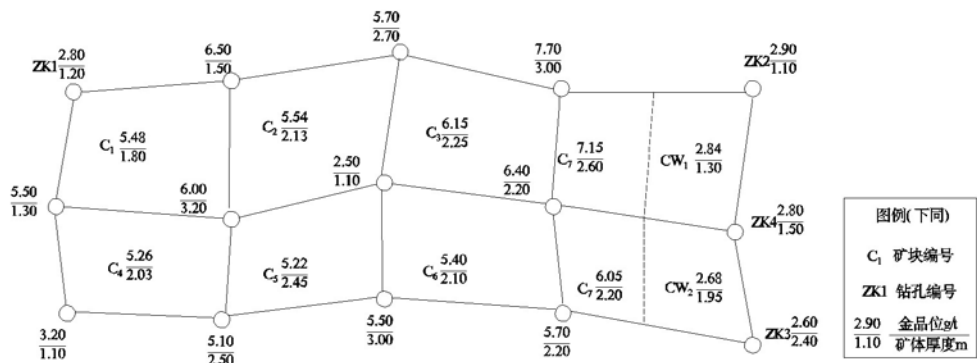 5.70
2.70
ZK1 2.80
1.20
6.50
1.50
7.70
3.00
ZK2 2.90
1.10
C₁ 5.48
1.80
C₂ 5.54
2.13
C₃ 6.15
2.25
C₇ 7.15
2.60
CW₁ 2.84
1.30
5.50
1.30
6.00
3.20
2.50
1.10
6.40
2.20
ZK4 2.80
1.50
C₄ 5.26
2.03
C₅ 5.22
2.45
C₆ 5.40
2.10
C₇ 6.05
2.20
CW₂ 2.68
1.95
3.20
1.10
5.10
2.50
5.50
3.00
5.70
2.20
ZK3 2.60
2.40
图例(下同)
C₁ 矿块编号
ZK1 钻孔编号
2.90 金品位g/t
1.10 矿体厚度m